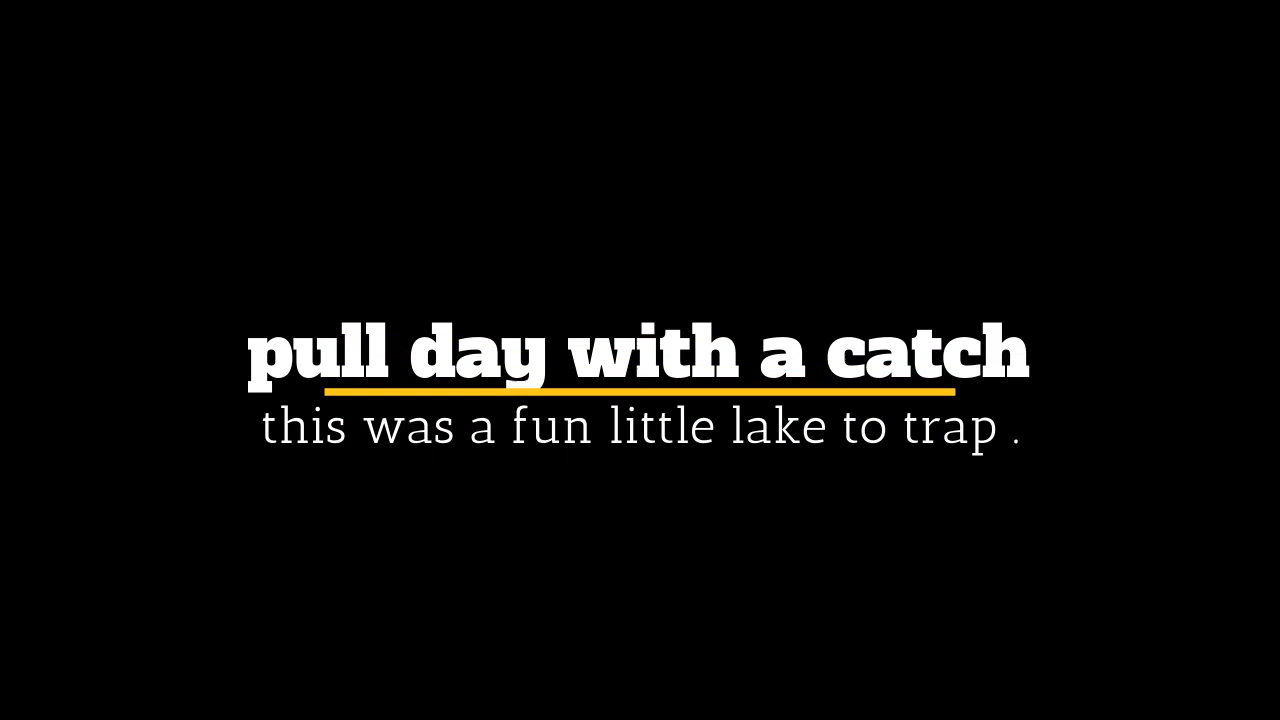 pull day with a catch
this was a fun little lake to trap .